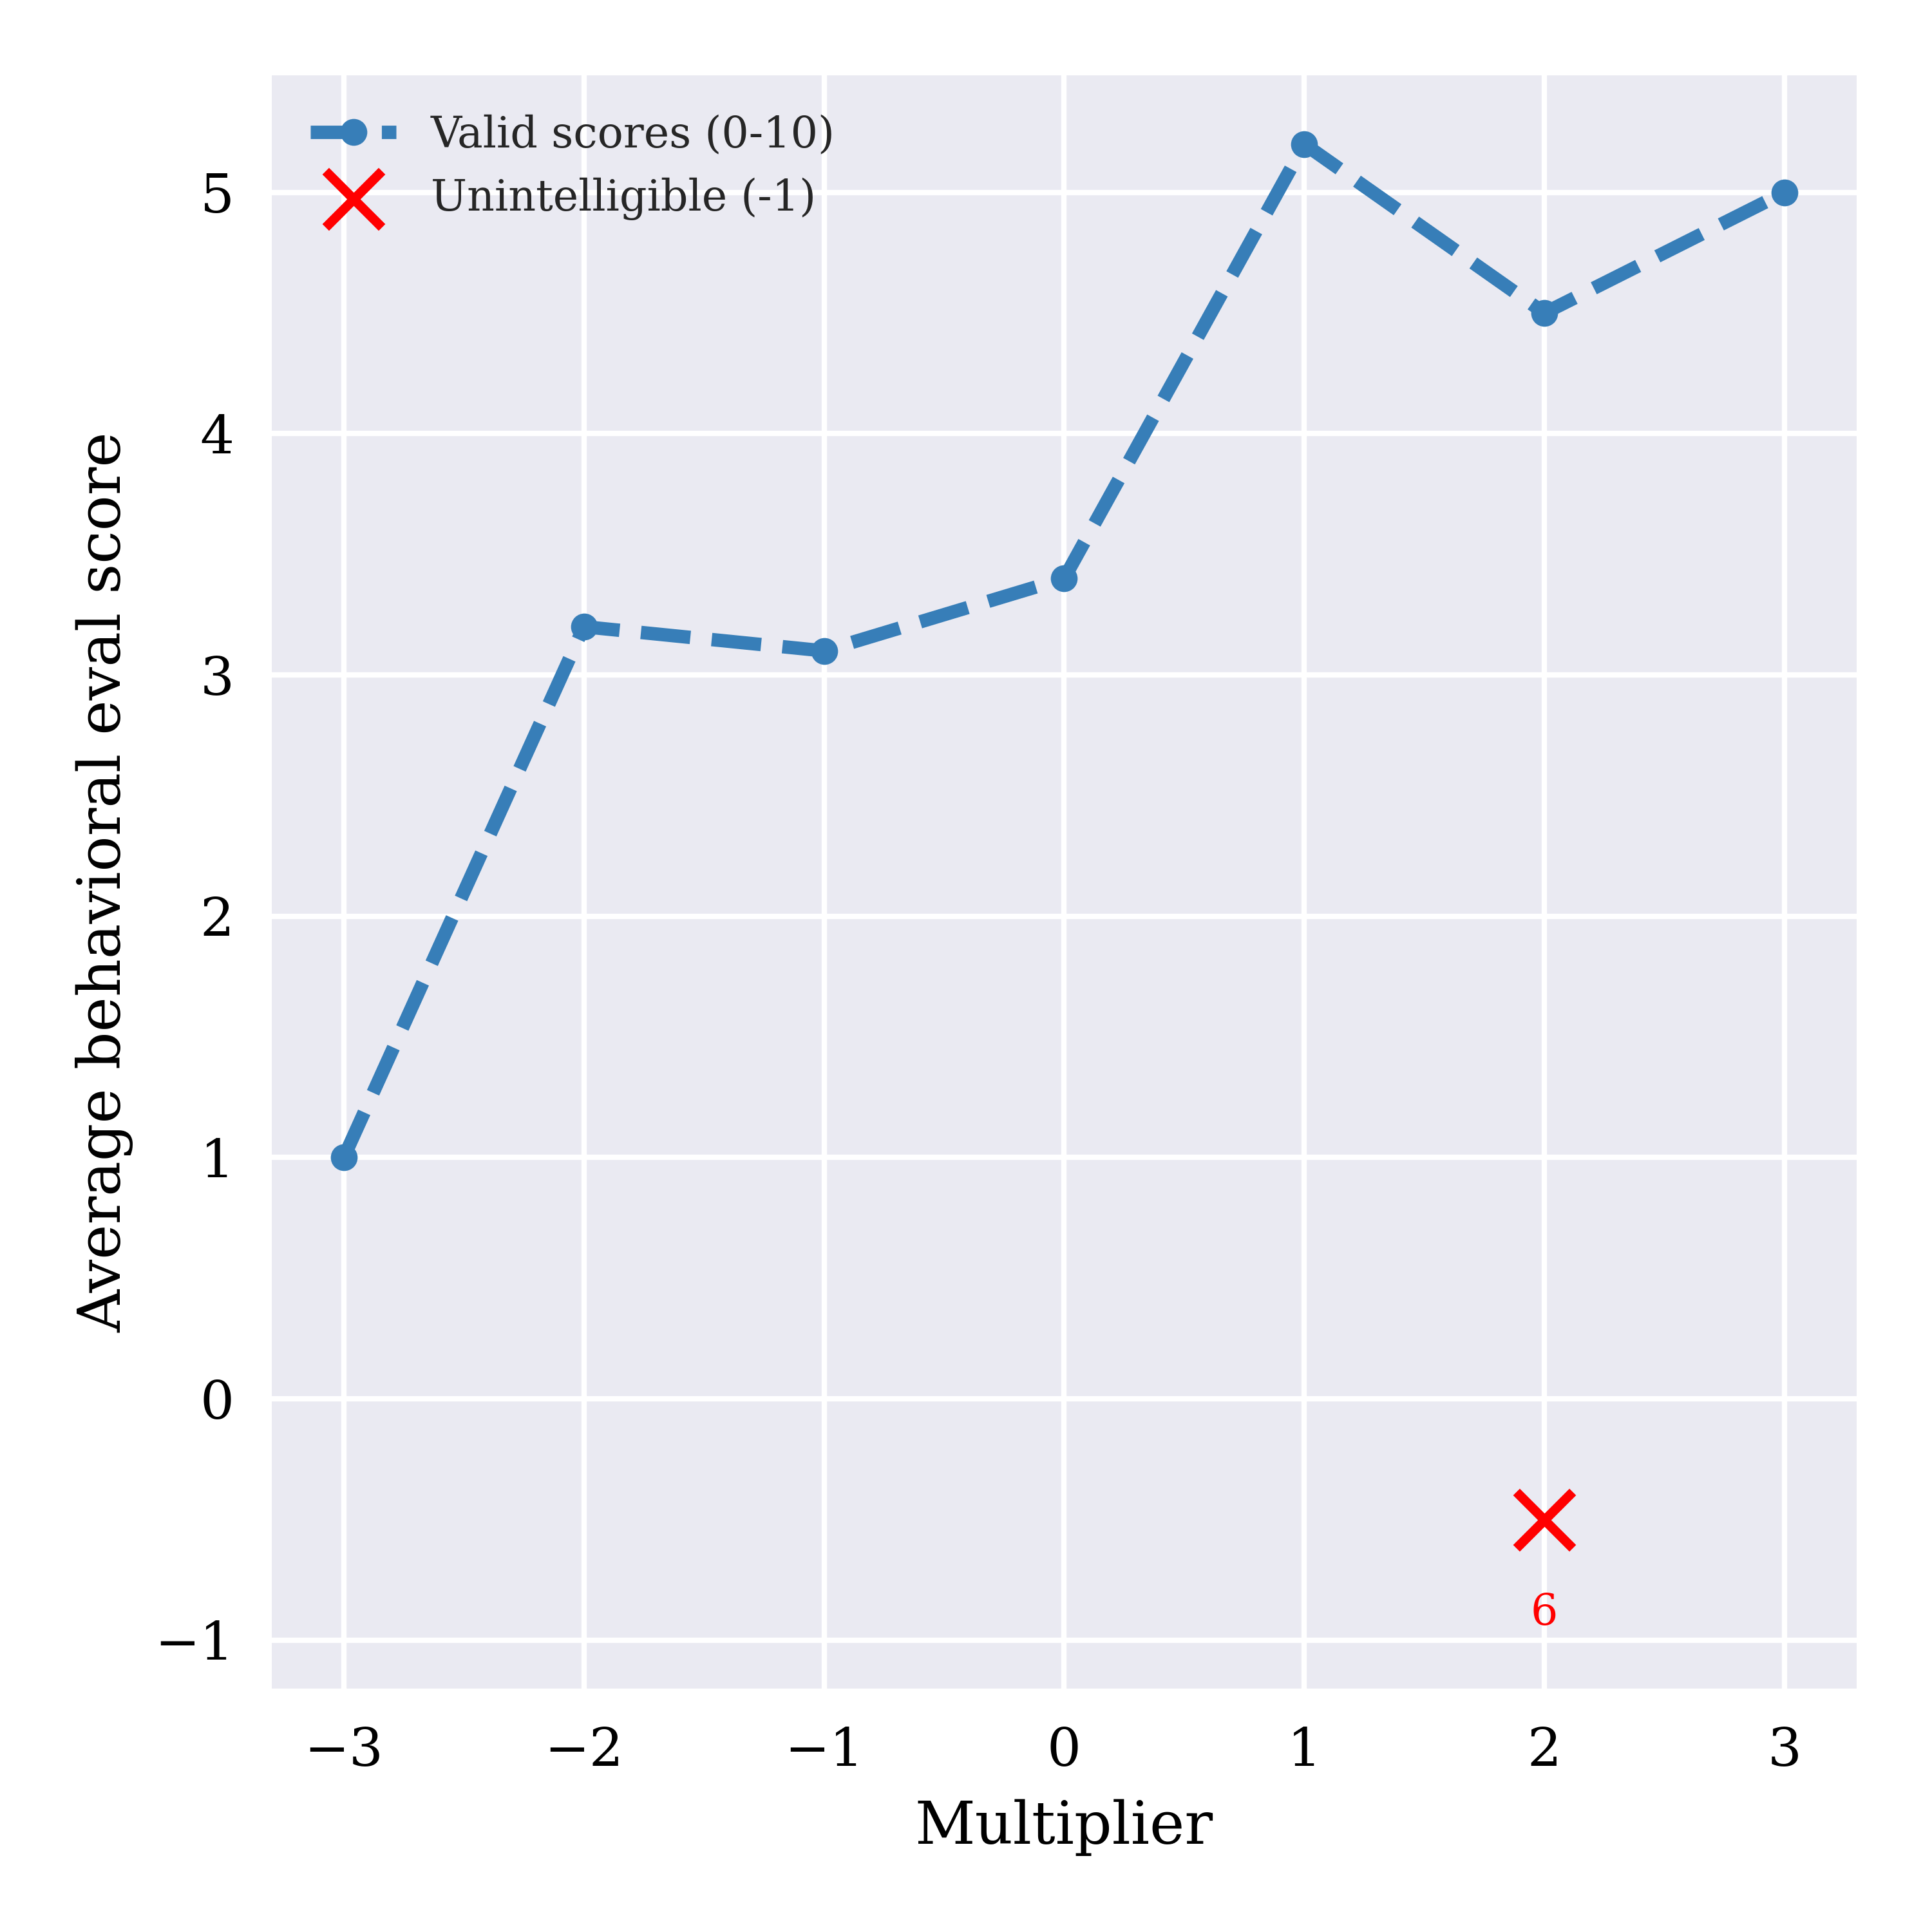 Valid scores (0-10)
Unintelligible (-1)
5
4
3
2
1
0
−1
Average behavioral eval score
6
−3 −2 −1 0 1 2 3
Multiplier